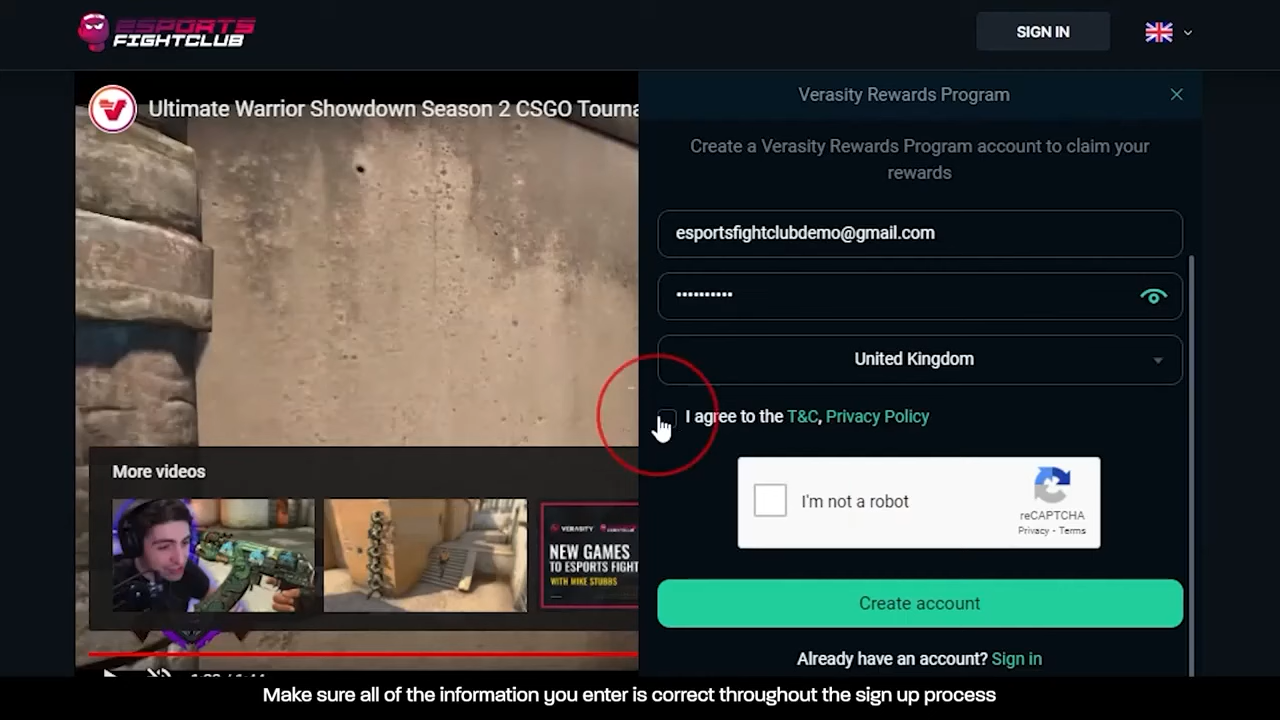 ESPORTS
FIGHTCLUB
SIGN IN
Ultimate Warrior Showdown Season 2 CSGO Tourna
Verasity Rewards Program
Create a Verasity Rewards Program account to claim your
rewards
esportsfightclubdemo@gmail.com
••••••••••
United Kingdom
I agree to the T&C, Privacy Policy
I'm not a robot
reCAPTCHA
Privacy - Terms
More videos
VERASITY
NEW GAMES
TO ESPORTS FIGHT
WITH MIKE STUBBS
Create account
Already have an account? Sign in
Make sure all of the information you enter is correct throughout the sign up process